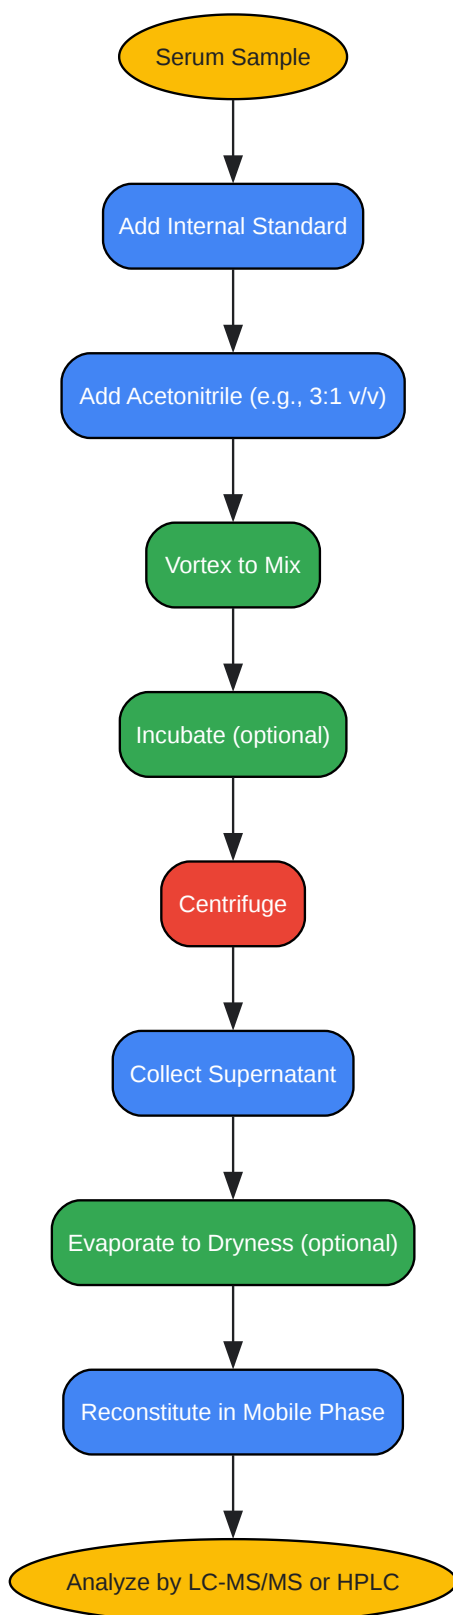 Serum Sample
Add Internal Standard
Add Acetonitrile (e.g., 3:1 v/v)
Vortex to Mix
Incubate (optional)
Centrifuge
Collect Supernatant
Evaporate to Dryness (optional)
Reconstitute in Mobile Phase
Analyze by LC-MS/MS or HPLC